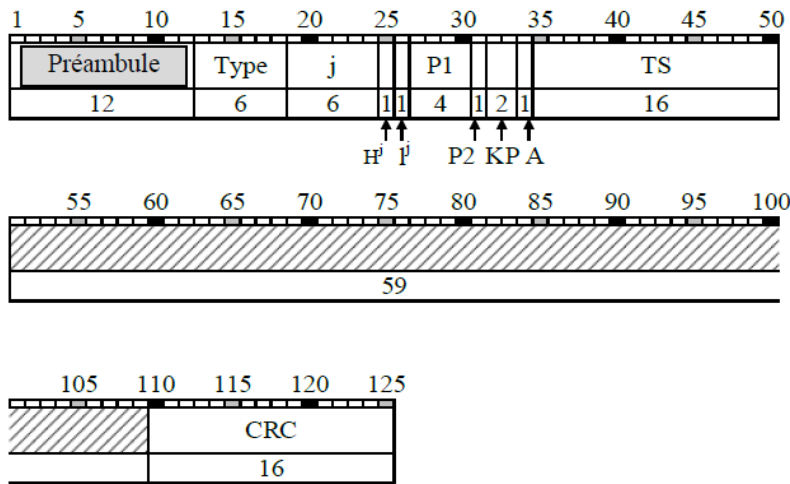 1 5 10 15 20 25 30 35 40 45 50
Préambule Type j P1 TS
12 6 6 1 1 4 1 2 1 16
Hʲ lʲ P2 KP A
55 60 65 70 75 80 85 90 95 100
59
105 110 115 120 125
CRC
16